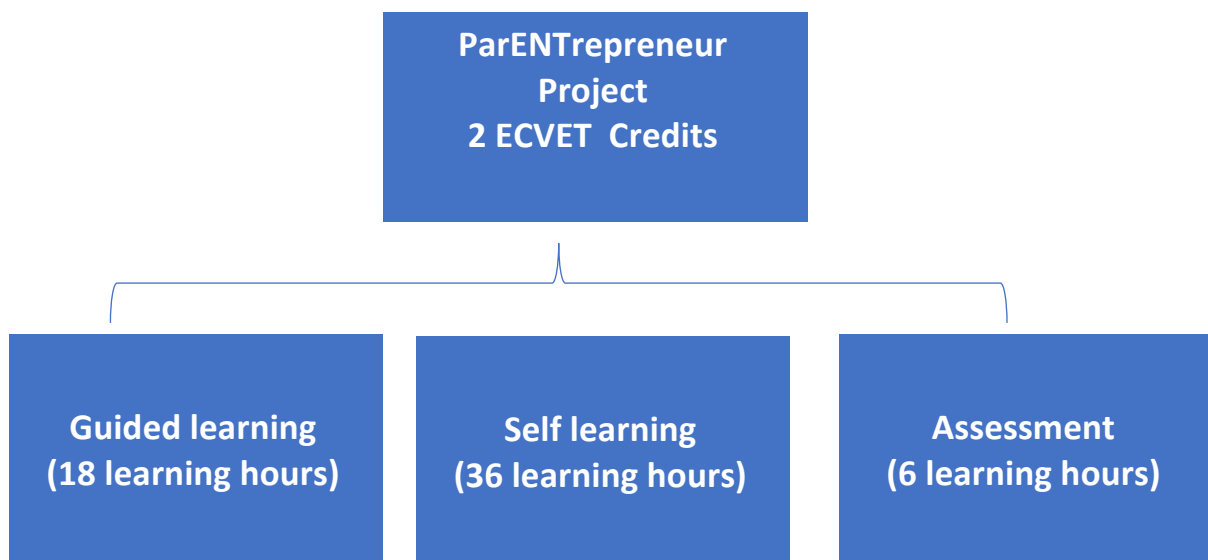 ParENTrepreneur
Project
2 ECVET Credits
Guided learning
(18 learning hours)
Self learning
(36 learning hours)
Assessment
(6 learning hours)